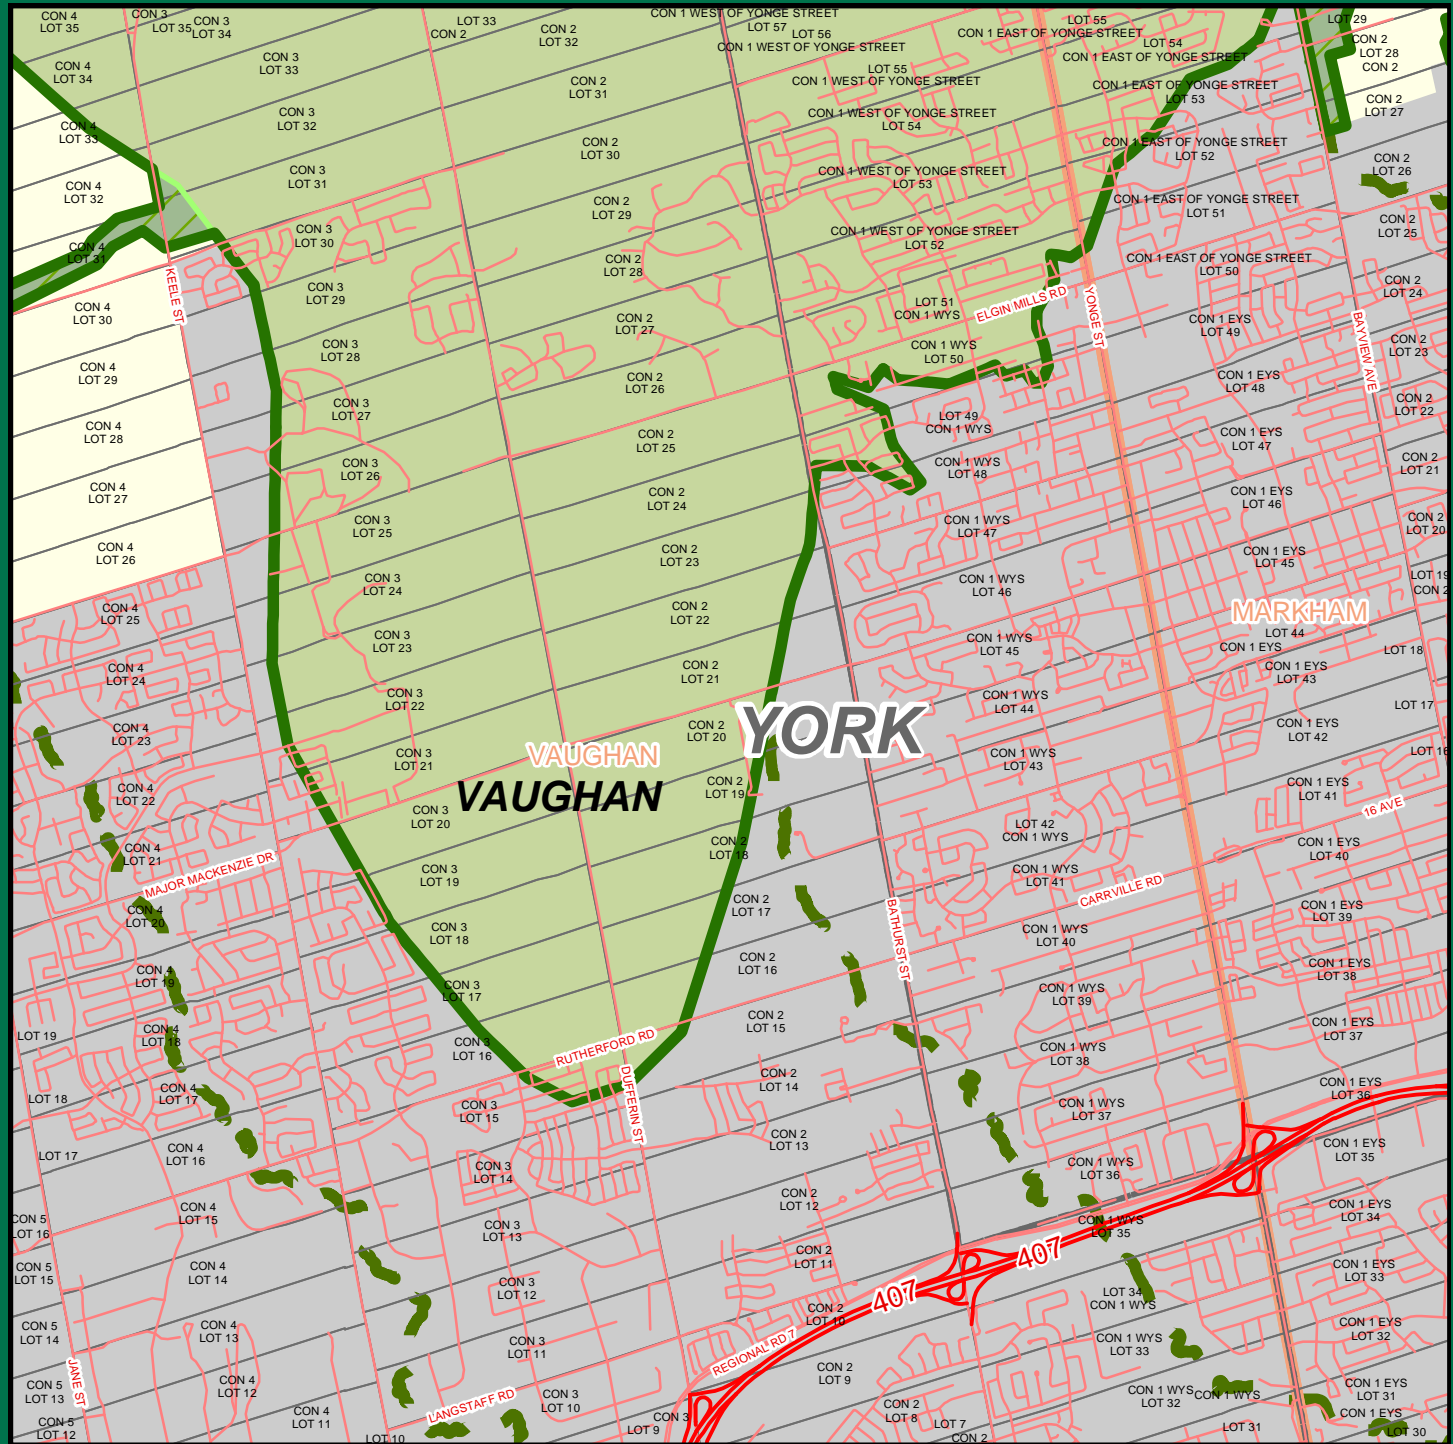 CON 4
LOT 35
CON 3
LOT 35
CON 3
LOT 34
LOT 33
CON 2
CON 2
LOT 32
CON 1 WEST OF YONGE STREET
LOT 57
LOT 56
CON 1 WEST OF YONGE STREET
LOT 55
CON 1 EAST OF YONGE STREET
LOT 54
CON 1 EAST OF YONGE STREET
LOT 29
CON 2
LOT 28
CON 2
CON 4
LOT 34
CON 3
LOT 33
CON 2
LOT 31
LOT 55
CON 1 WEST OF YONGE STREET
CON 1 EAST OF YONGE STREET
LOT 53
CON 2
LOT 27
CON 4
LOT 33
CON 3
LOT 32
CON 2
LOT 30
CON 1 WEST OF YONGE STREET
LOT 54
CON 1 EAST OF YONGE STREET
LOT 52
CON 2
LOT 26
CON 4
LOT 32
CON 3
LOT 31
CON 2
LOT 29
CON 1 WEST OF YONGE STREET
LOT 53
CON 1 EAST OF YONGE STREET
LOT 51
CON 2
LOT 25
CON 4
LOT 31
CON 3
LOT 30
CON 2
LOT 28
CON 1 WEST OF YONGE STREET
LOT 52
CON 1 EAST OF YONGE STREET
LOT 50
CON 2
LOT 24
KEELE ST
CON 4
LOT 30
CON 3
LOT 29
CON 2
LOT 27
LOT 51
CON 1 WYS
ELGIN MILLS RD
YONGE ST
CON 1 EYS
LOT 49
BAYVIEW AVE
CON 2
LOT 23
CON 4
LOT 29
CON 3
LOT 28
CON 2
LOT 26
CON 1 WYS
LOT 50
CON 1 EYS
LOT 48
CON 2
LOT 22
CON 4
LOT 28
CON 3
LOT 27
CON 2
LOT 25
LOT 49
CON 1 WYS
CON 1 EYS
LOT 47
CON 2
LOT 21
CON 4
LOT 27
CON 3
LOT 26
CON 2
LOT 24
CON 1 WYS
LOT 48
CON 1 EYS
LOT 46
CON 2
LOT 20
CON 4
LOT 26
CON 3
LOT 25
CON 2
LOT 23
CON 1 WYS
LOT 47
CON 1 EYS
LOT 45
LOT 19
CON 2
CON 4
LOT 25
CON 3
LOT 24
CON 2
LOT 22
CON 1 WYS
LOT 46
MARKHAM
LOT 44
CON 1 EYS
LOT 18
CON 4
LOT 24
CON 3
LOT 23
CON 2
LOT 21
CON 1 WYS
LOT 45
CON 1 EYS
LOT 43
LOT 17
CON 4
LOT 23
CON 3
LOT 22
CON 2
LOT 20
YORK
CON 1 WYS
LOT 44
CON 1 EYS
LOT 42
LOT 16
CON 4
LOT 22
CON 3
LOT 21
VAUGHAN
VAUGHAN
CON 2
LOT 19
CON 1 WYS
LOT 43
CON 1 EYS
LOT 41
16 AVE
CON 4
LOT 21
MAJOR MACKENZIE DR
CON 3
LOT 20
CON 2
LOT 18
LOT 42
CON 1 WYS
CON 1 EYS
LOT 40
CON 4
LOT 20
CON 3
LOT 19
CON 2
LOT 17
BATHURST ST
CON 1 WYS
LOT 41
CARRVILLE RD
CON 1 EYS
LOT 39
CON 4
LOT 19
CON 3
LOT 18
CON 2
LOT 16
CON 1 WYS
LOT 40
CON 1 EYS
LOT 38
LOT 19
CON 4
LOT 18
CON 3
LOT 17
CON 2
LOT 15
CON 1 WYS
LOT 39
CON 1 EYS
LOT 37
LOT 18
CON 4
LOT 17
CON 3
LOT 16
RUTHERFORD RD
DUFFERIN ST
CON 2
LOT 14
CON 1 WYS
LOT 38
CON 1 EYS
LOT 36
LOT 17
CON 4
LOT 16
CON 3
LOT 15
CON 2
LOT 13
CON 1 WYS
LOT 37
CON 1 EYS
LOT 35
CON 5
LOT 16
CON 4
LOT 15
CON 3
LOT 14
CON 2
LOT 12
CON 1 WYS
LOT 36
CON 1 EYS
LOT 34
CON 5
LOT 15
CON 4
LOT 14
CON 3
LOT 13
CON 2
LOT 11
407
407
CON 1 WYS
LOT 35
CON 1 EYS
LOT 33
CON 5
LOT 14
CON 4
LOT 13
CON 3
LOT 12
CON 2
LOT 10
LOT 34
CON 1 WYS
CON 1 EYS
LOT 32
JANE ST
CON 5
LOT 13
CON 4
LOT 12
CON 3
LOT 11
REGIONAL RD 7
CON 2
LOT 9
CON 1 WYS
LOT 33
CON 1 EYS
LOT 31
CON 5
LOT 12
CON 4
LOT 11
LOT 10
LANGSTAFF RD
CON 3
LOT 10
LOT 9
CON 3
CON 2
LOT 8
LOT 7
CON 2
CON 1 WYS
LOT 32
CON 1 WYS
LOT 31
CON 1 EYS
LOT 30